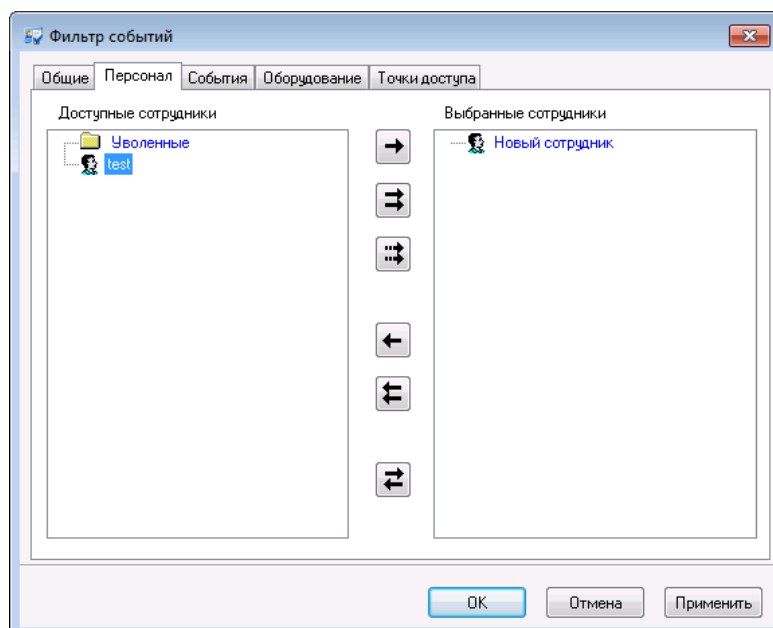 Фильтр событий
Общие Персонал События Оборудование Точки доступа
Доступные сотрудники Выбранные сотрудники
Уволенные Новый сотрудник
test
OK Отмена Применить